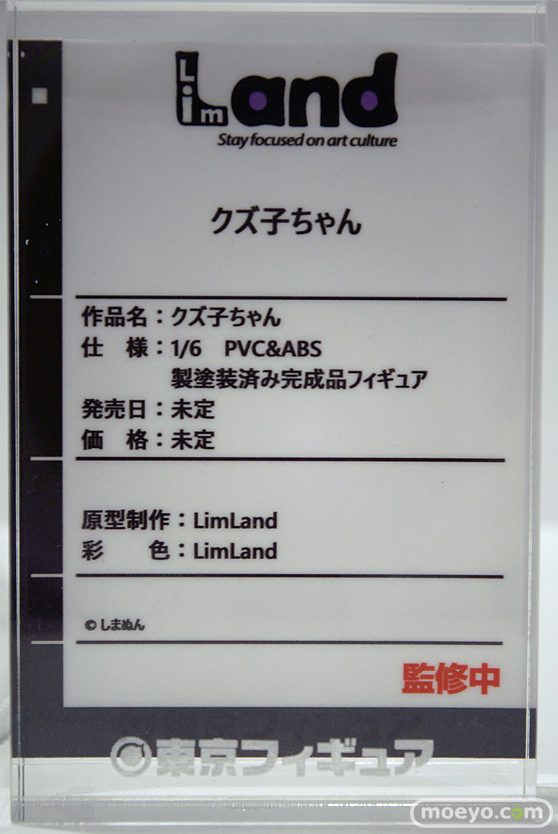 LimLand
Stay focused on art culture
クズ子ちゃん
作品名：クズ子ちゃん
仕　様：1/6　PVC&ABS
製塗装済み完成品フィギュア
発売日：未定
価　格：未定
原型制作：LimLand
彩　　色：LimLand
© しまぬん
監修中
東京フィギュア
moeyo.com